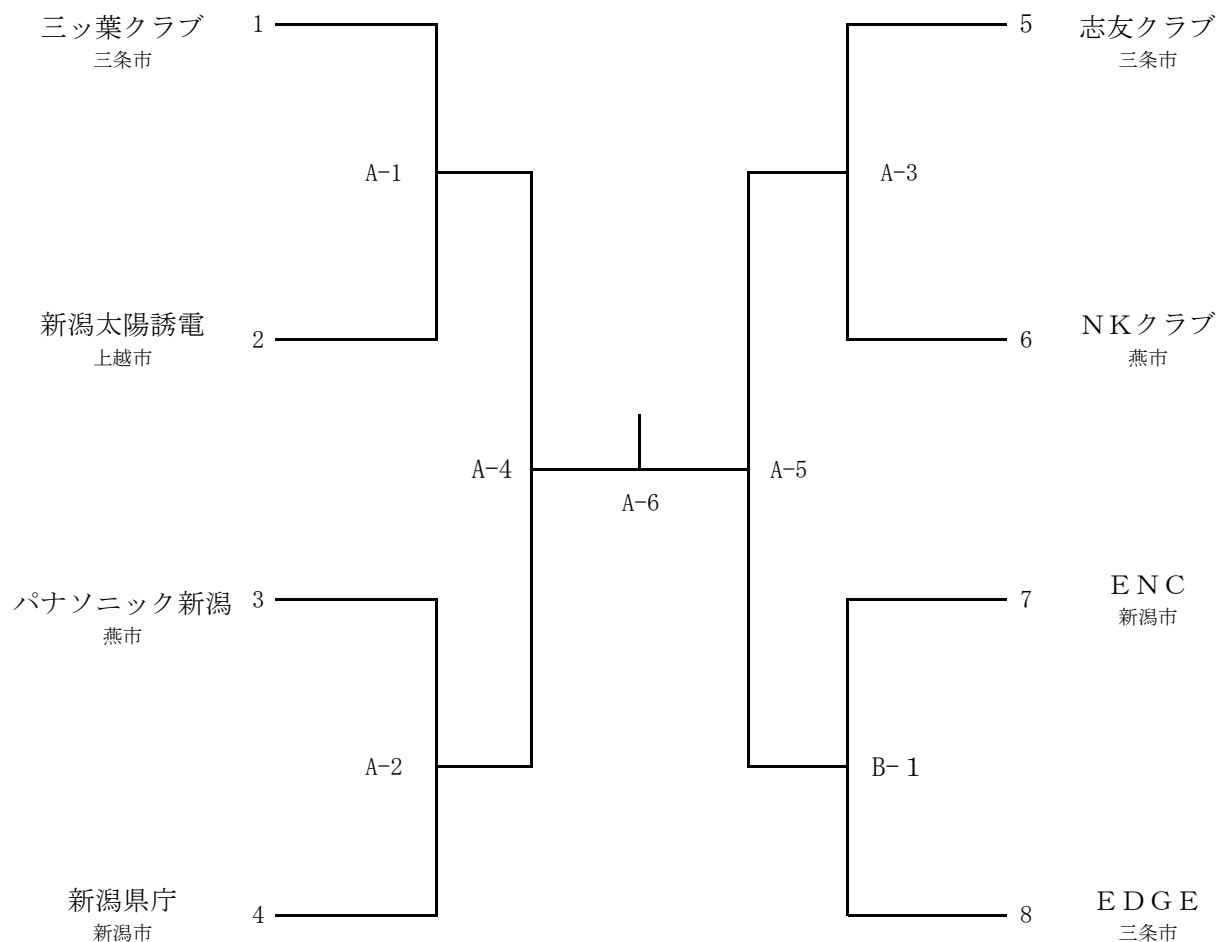 三ッ葉クラブ 1
三条市
5 志友クラブ
三条市
A-1
A-3
新潟太陽誘電 2
上越市
6 ＮＫクラブ
燕市
A-4
A-5
A-6
パナソニック新潟 3
燕市
7 ＥＮＣ
新潟市
A-2
B-１
新潟県庁 4
新潟市
8 ＥＤＧＥ
三条市